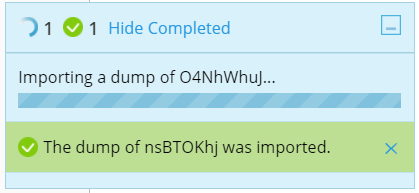 1 1 Hide Completed
Importing a dump of O4NhWhuJ...
The dump of nsBTOKhj was imported.